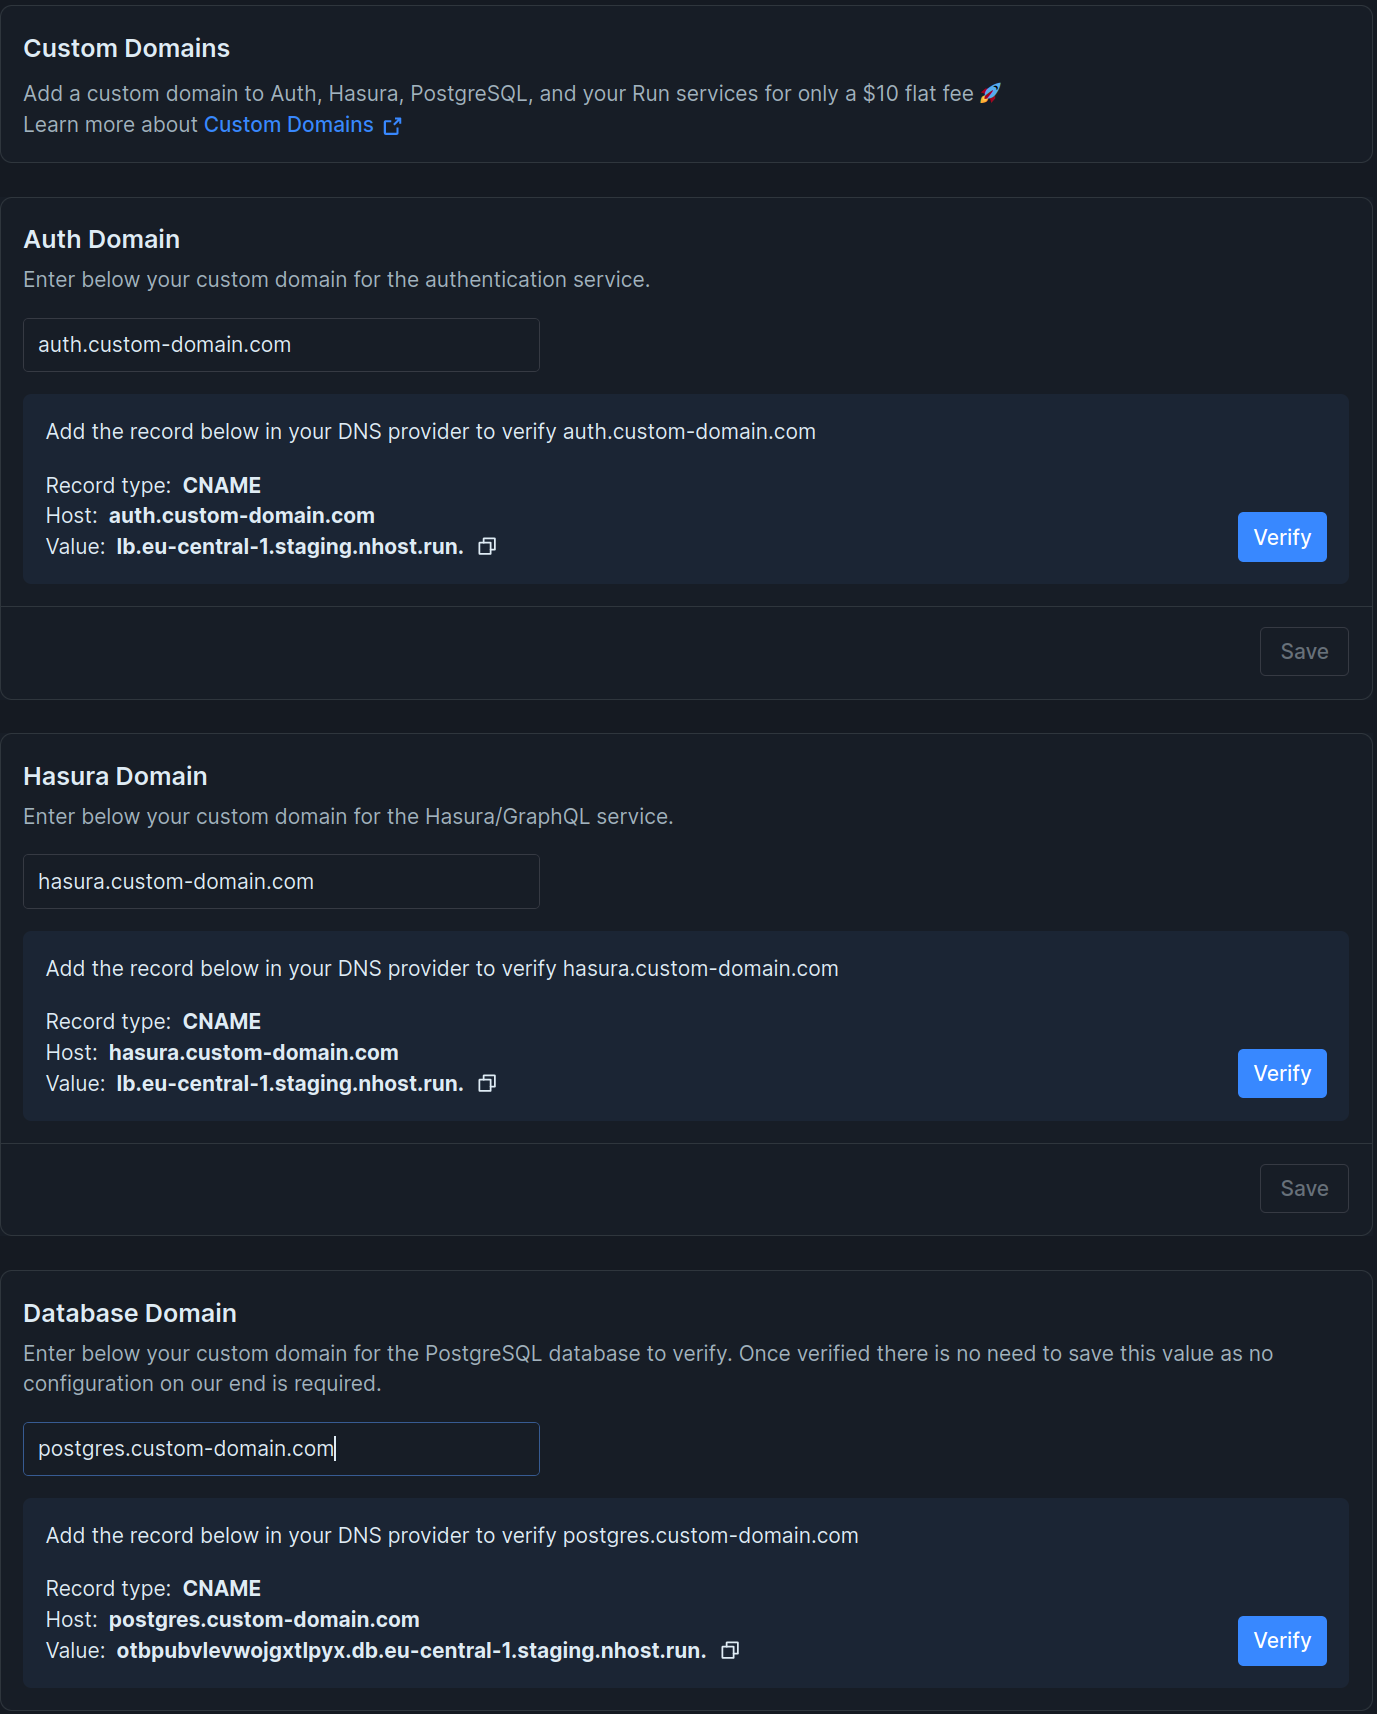 Custom Domains
Add a custom domain to Auth, Hasura, PostgreSQL, and your Run services for only a $10 flat fee 🚀
Learn more about Custom Domains
Auth Domain
Enter below your custom domain for the authentication service.
auth.custom-domain.com
Add the record below in your DNS provider to verify auth.custom-domain.com
Record type: CNAME
Host: auth.custom-domain.com
Value: lb.eu-central-1.staging.nhost.run.
Verify
Save
Hasura Domain
Enter below your custom domain for the Hasura/GraphQL service.
hasura.custom-domain.com
Add the record below in your DNS provider to verify hasura.custom-domain.com
Record type: CNAME
Host: hasura.custom-domain.com
Value: lb.eu-central-1.staging.nhost.run.
Verify
Save
Database Domain
Enter below your custom domain for the PostgreSQL database to verify. Once verified there is no need to save this value as no
configuration on our end is required.
postgres.custom-domain.com
Add the record below in your DNS provider to verify postgres.custom-domain.com
Record type: CNAME
Host: postgres.custom-domain.com
Value: otbpubvlevwojgxtlpyx.db.eu-central-1.staging.nhost.run.
Verify